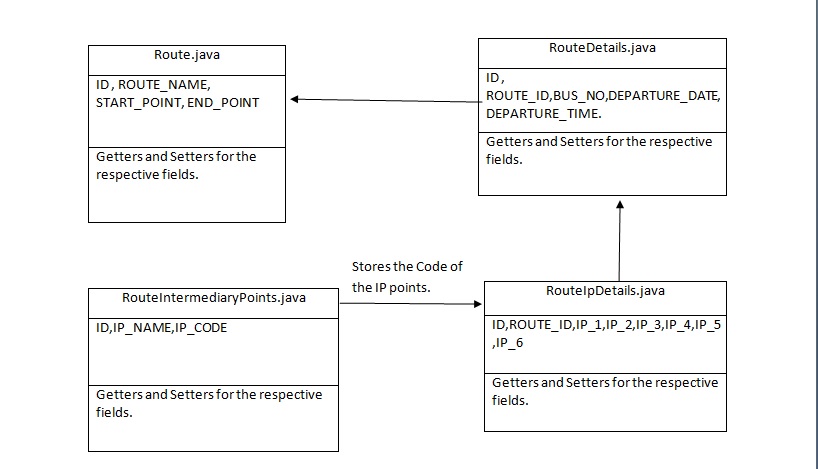 Route.java
ID, ROUTE_NAME,
START_POINT, END_POINT
Getters and Setters for the
respective fields.
RouteDetails.java
ID,
ROUTE_ID,BUS_NO,DEPARTURE_DATE,
DEPARTURE_TIME.
Getters and Setters for the respective
fields.
Stores the Code of
the IP points.
RouteIntermediaryPoints.java
ID,IP_NAME,IP_CODE
Getters and Setters for the respective
fields.
RouteIpDetails.java
ID,ROUTE_ID,IP_1,IP_2,IP_3,IP_4,IP_5
,IP_6
Getters and Setters for the respective
fields.